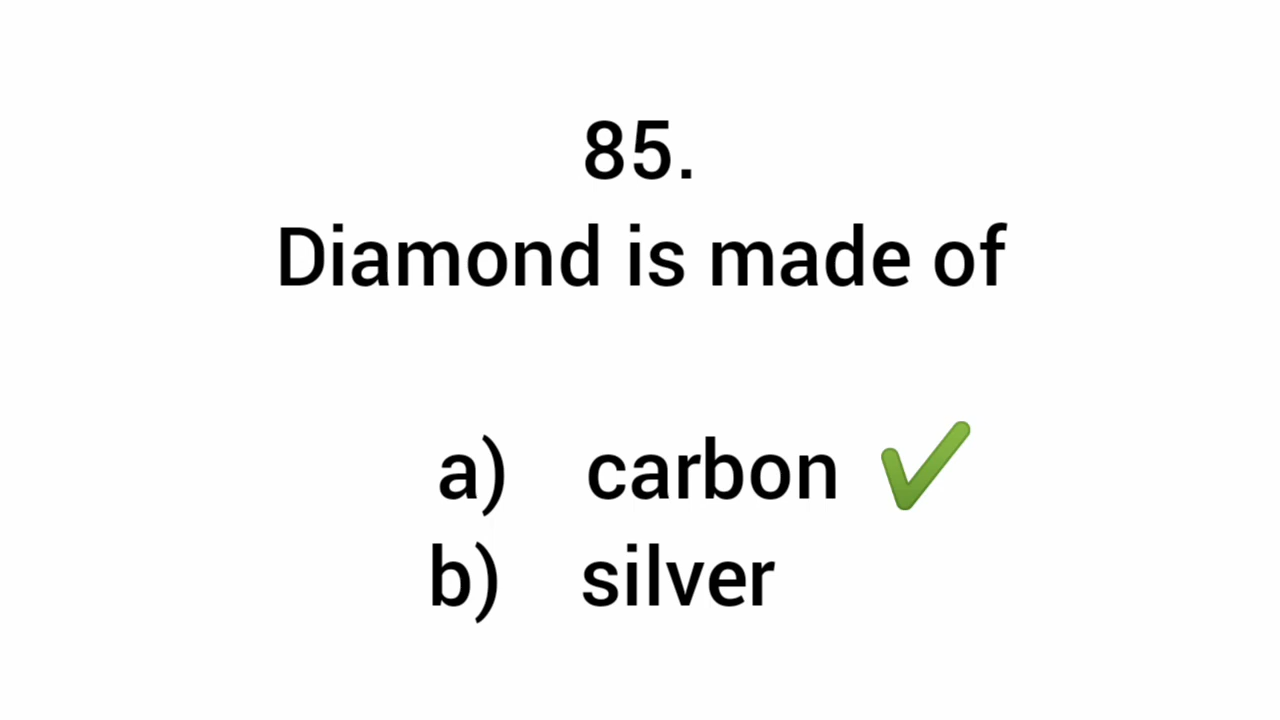 85.
Diamond is made of
a) carbon ✔
b) silver